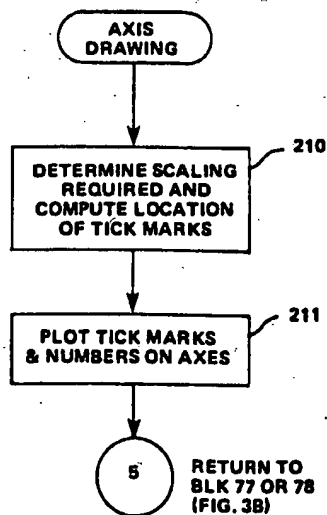 AXIS
DRAWING
210
DETERMINE SCALING
REQUIRED AND
COMPUTE LOCATION
OF TICK MARKS
211
PLOT TICK MARKS
& NUMBERS ON AXES
5
RETURN TO
BLK 77 OR 78
(FIG. 3B)